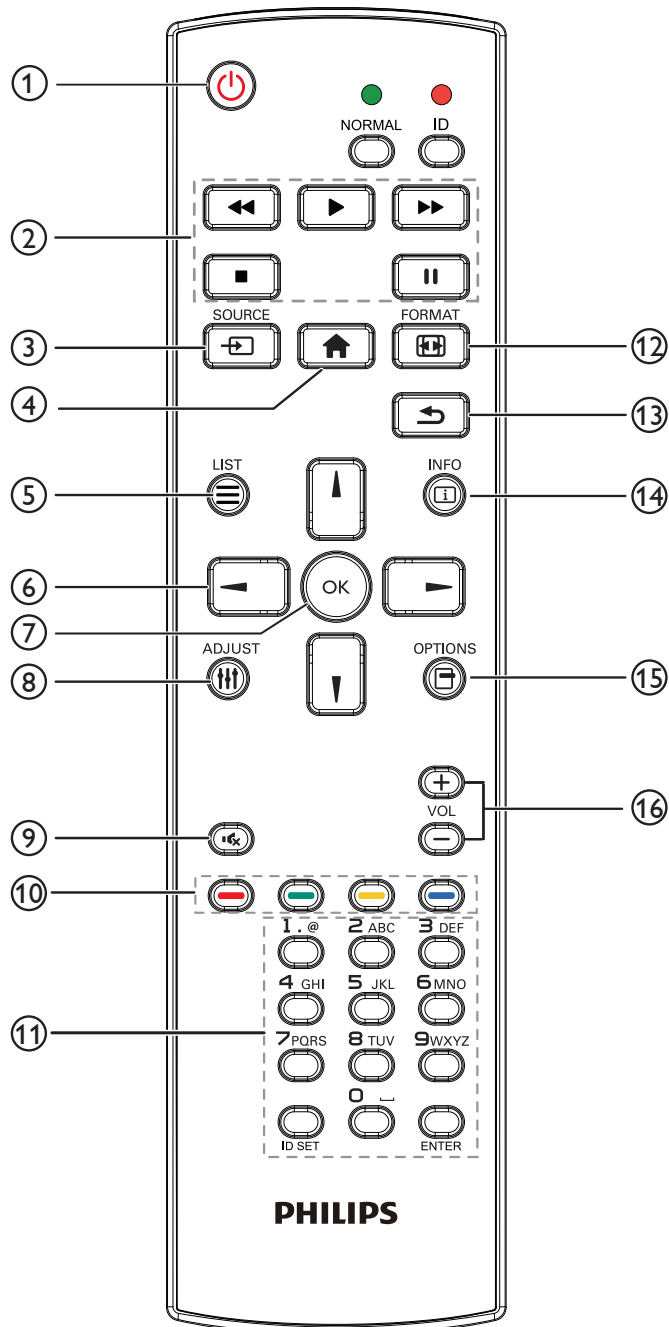 ①
NORMAL ID
②
SOURCE FORMAT
③ ⑫
④ ⑬
LIST INFO
⑤ i ⑭
⑥ OK
⑦
ADJUST OPTIONS
⑧ ⑮
+
VOL ⑯
⑨ −
⑩
1 . @ 2 ABC 3 DEF
4 GHI 5 JKL 6 MNO
⑪ 7 PQRS 8 TUV 9 WXYZ
0 ⎵
ID SET ENTER
PHILIPS